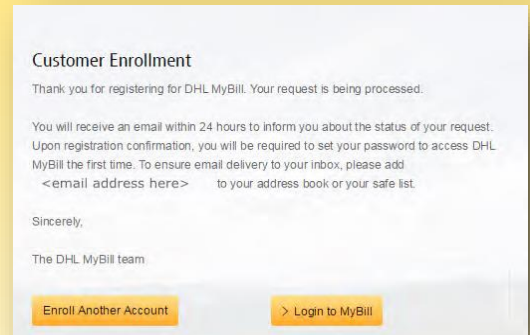 Customer Enrollment
Thank you for registering for DHL MyBill. Your request is being processed.
You will receive an email within 24 hours to inform you about the status of your request.
Upon registration confirmation, you will be required to set your password to access DHL
MyBill the first time. To ensure email delivery to your inbox, please add
<email address here> to your address book or your safe list.
Sincerely,
The DHL MyBill team
Enroll Another Account
> Login to MyBill